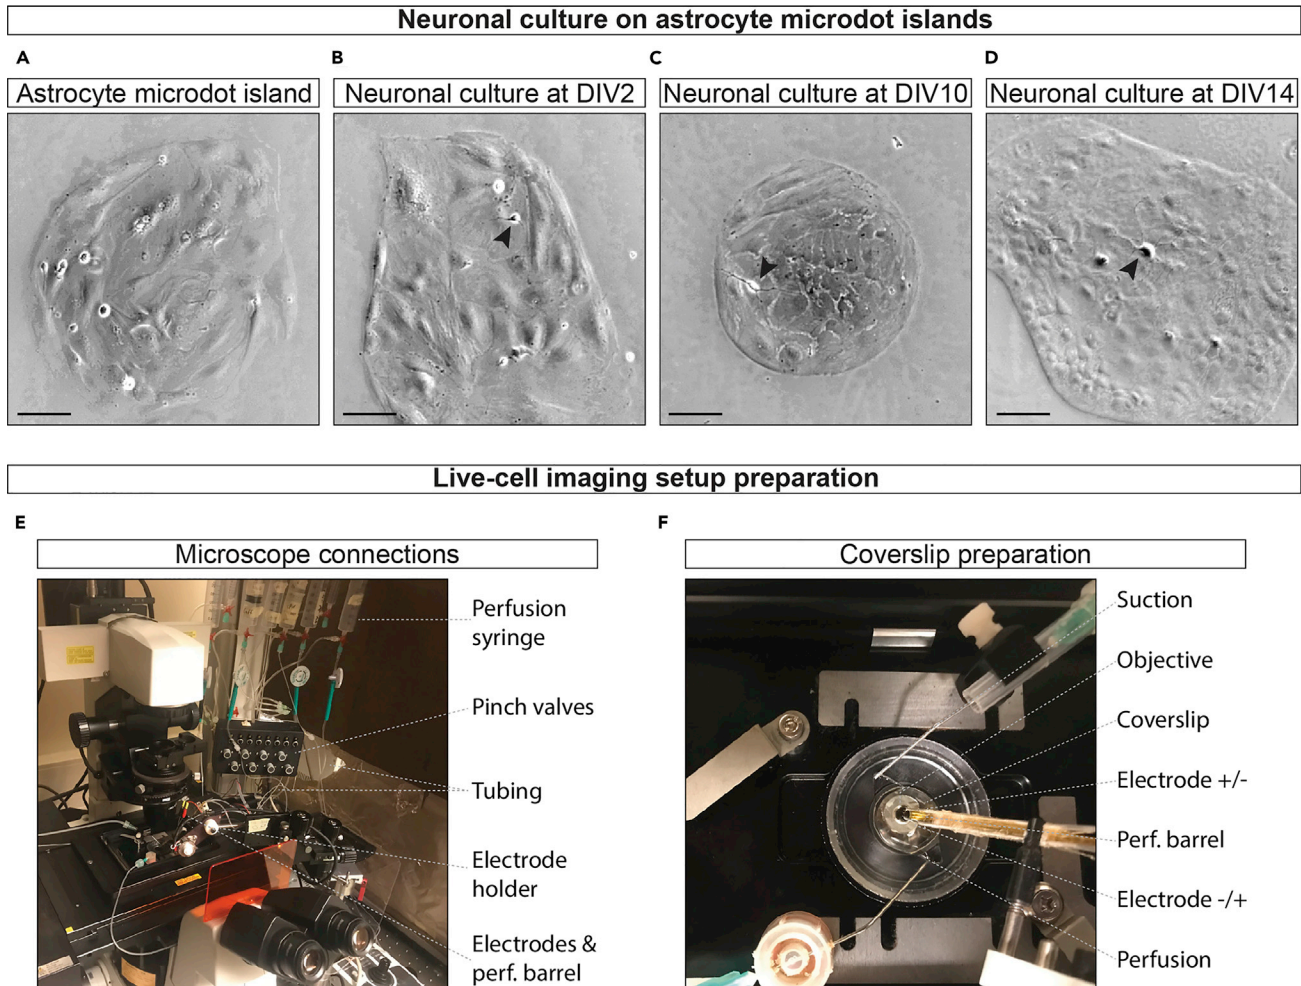 Neuronal culture on astrocyte microdot islands
A
B
C
D
Astrocyte microdot island
Neuronal culture at DIV2
Neuronal culture at DIV10
Neuronal culture at DIV14
Live-cell imaging setup preparation
E
F
Microscope connections
Coverslip preparation
Perfusion
syringe
Pinch valves
Tubing
Electrode
holder
Electrodes &
perf. barrel
Suction
Objective
Coverslip
Electrode +/-
Perf. barrel
Electrode -/+
Perfusion